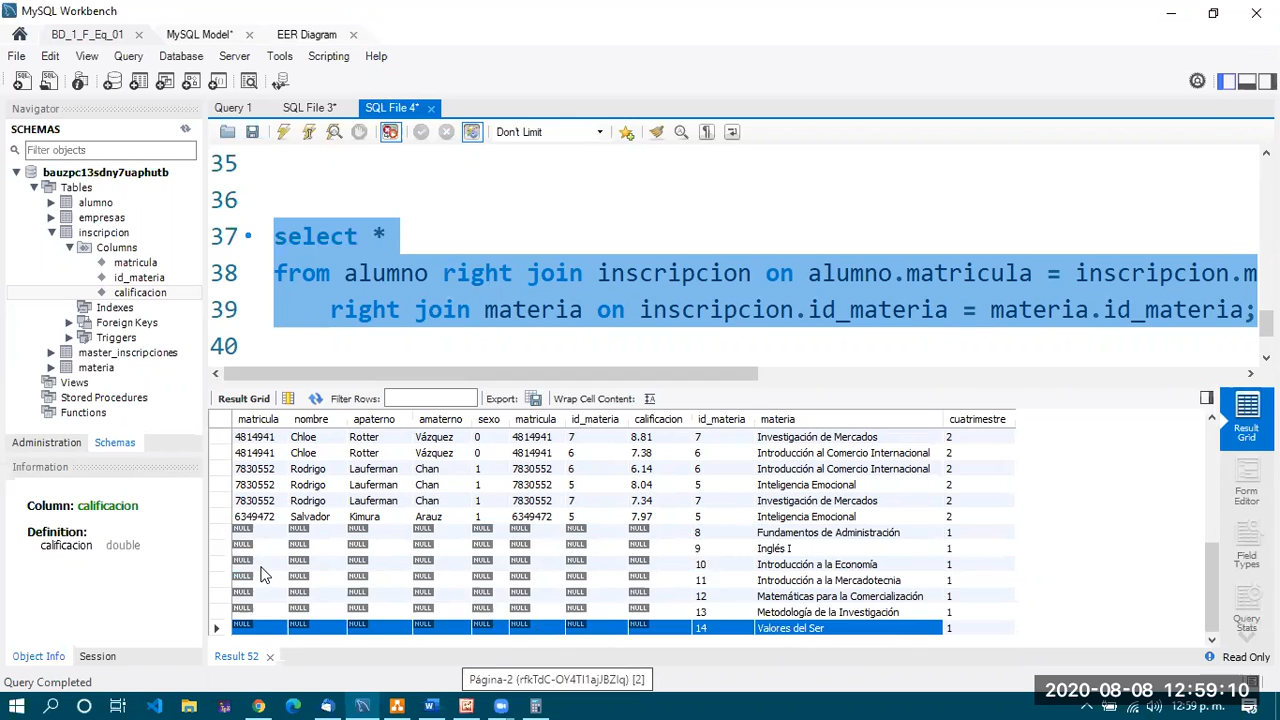 MySQL Workbench
BD_1_F_Eq_01 MySQL Model* EER Diagram
File Edit View Query Database Server Tools Scripting Help
Navigator
Query 1 SQL File 3* SQL File 4*
SCHEMAS
Don't Limit
Filter objects
bauzpc13sdny7uaphutb
Tables
alumno
empresas
inscripcion
Columns
matricula
id_materia
calificacion
Indexes
Foreign Keys
Triggers
master_inscripciones
materia
Views
Stored Procedures
Functions
Administration Schemas
Information
Column: calificacion
Definition:
calificacion double
Object Info Session
35
36
37 select *
38 from alumno right join inscripcion on alumno.matricula = inscripcion.m
39 right join materia on inscripcion.id_materia = materia.id_materia;
40
Result Grid Filter Rows: Export: Wrap Cell Content:
matricula nombre apaterno amaterno sexo matricula id_materia calificacion id_materia materia cuatrimestre
4814941 Chloe Rotter Vázquez 0 4814941 7 8.81 7 Investigación de Mercados 2
4814941 Chloe Rotter Vázquez 0 4814941 6 7.38 6 Introducción al Comercio Internacional 2
7830552 Rodrigo Lauferman Chan 1 7830552 6 6.14 6 Introducción al Comercio Internacional 2
7830552 Rodrigo Lauferman Chan 1 7830552 5 8.04 5 Inteligencia Emocional 2
7830552 Rodrigo Lauferman Chan 1 7830552 7 7.34 7 Investigación de Mercados 2
6349472 Salvador Kimura Arauz 1 6349472 5 7.97 5 Inteligencia Emocional 2
NULL NULL NULL NULL NULL NULL NULL NULL 8 Fundamentos de Administración 1
NULL NULL NULL NULL NULL NULL NULL NULL 9 Inglés I 1
NULL NULL NULL NULL NULL NULL NULL NULL 10 Introducción a la Economía 1
NULL NULL NULL NULL NULL NULL NULL NULL 11 Introducción a la Mercadotecnia 1
NULL NULL NULL NULL NULL NULL NULL NULL 12 Matemáticas para la Comercialización 1
NULL NULL NULL NULL NULL NULL NULL NULL 13 Metodología de la Investigación 1
NULL NULL NULL NULL NULL NULL NULL NULL 14 Valores del Ser 1
Result Grid
Form Editor
Field Types
Query Stats
Result 52
Read Only
Query Completed
Página-2 (rfkTdC-OY4TI1ajJBZIq) [2]
2020-08-08 12:59:10
12:59 p. m.